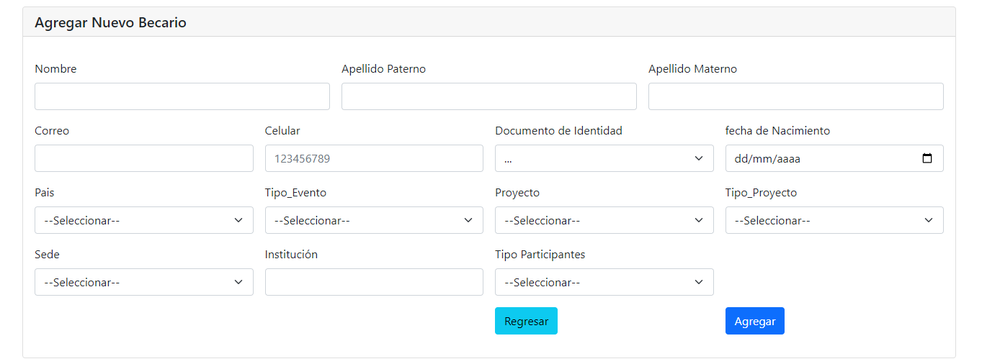 Agregar Nuevo Becario
Nombre Apellido Paterno Apellido Materno
Correo Celular Documento de Identidad fecha de Nacimiento
123456789 ... dd/mm/aaaa
Pais Tipo_Evento Proyecto Tipo_Proyecto
--Seleccionar-- --Seleccionar-- --Seleccionar-- --Seleccionar--
Sede Institución Tipo Participantes
--Seleccionar-- --Seleccionar--
Regresar Agregar